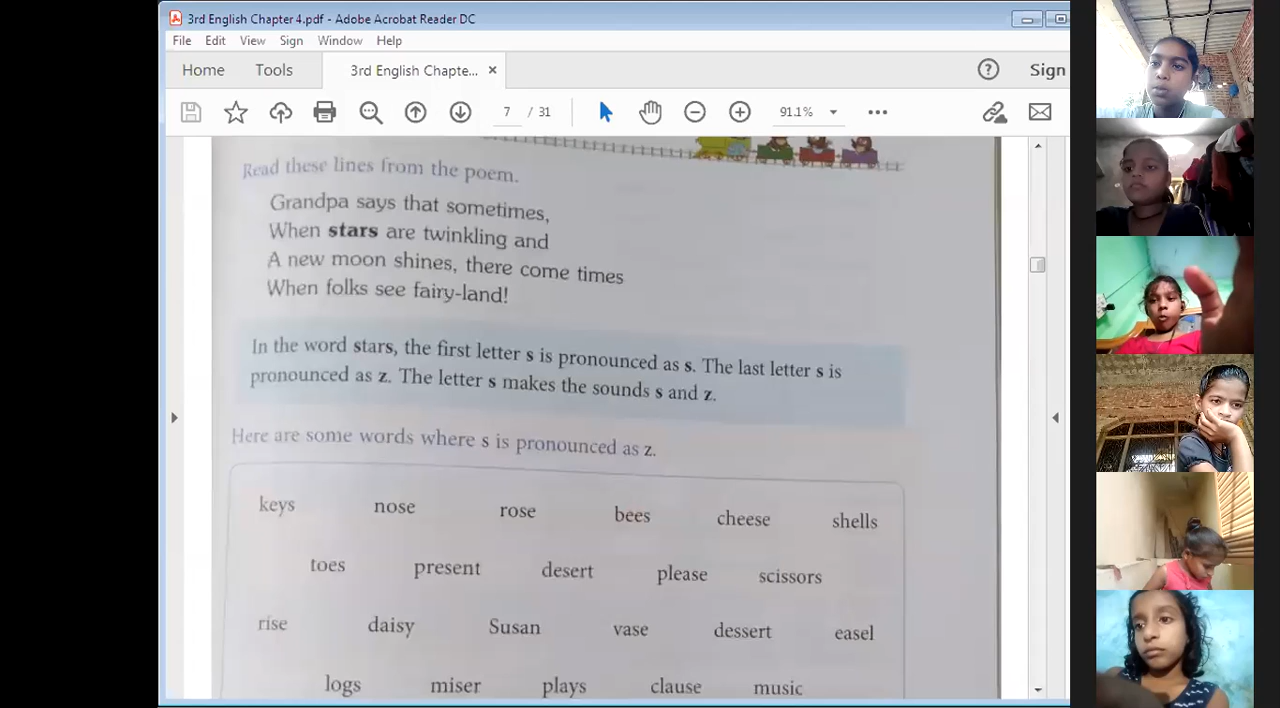 3rd English Chapter 4.pdf - Adobe Acrobat Reader DC
File Edit View Sign Window Help
Home Tools 3rd English Chapte... × ? Sign
7 / 31 91.1%
Read these lines from the poem.
Grandpa says that sometimes,
When stars are twinkling and
A new moon shines, there come times
When folks see fairy-land!
In the word stars, the first letter s is pronounced as s. The last letter s is
pronounced as z. The letter s makes the sounds s and z.
Here are some words where s is pronounced as z.
keys nose rose bees cheese shells
toes present desert please scissors
rise daisy Susan vase dessert easel
logs miser plays clause music